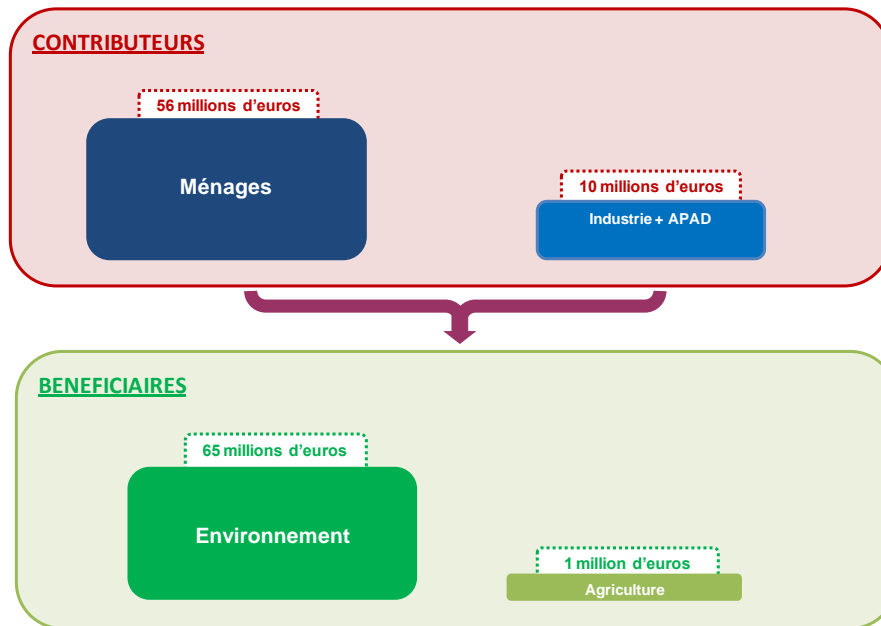 CONTRIBUTEURS
56 millions d'euros
Ménages
10 millions d'euros
Industrie + APAD
BENEFICIAIRES
65 millions d'euros
Environnement
1 million d'euros
Agriculture